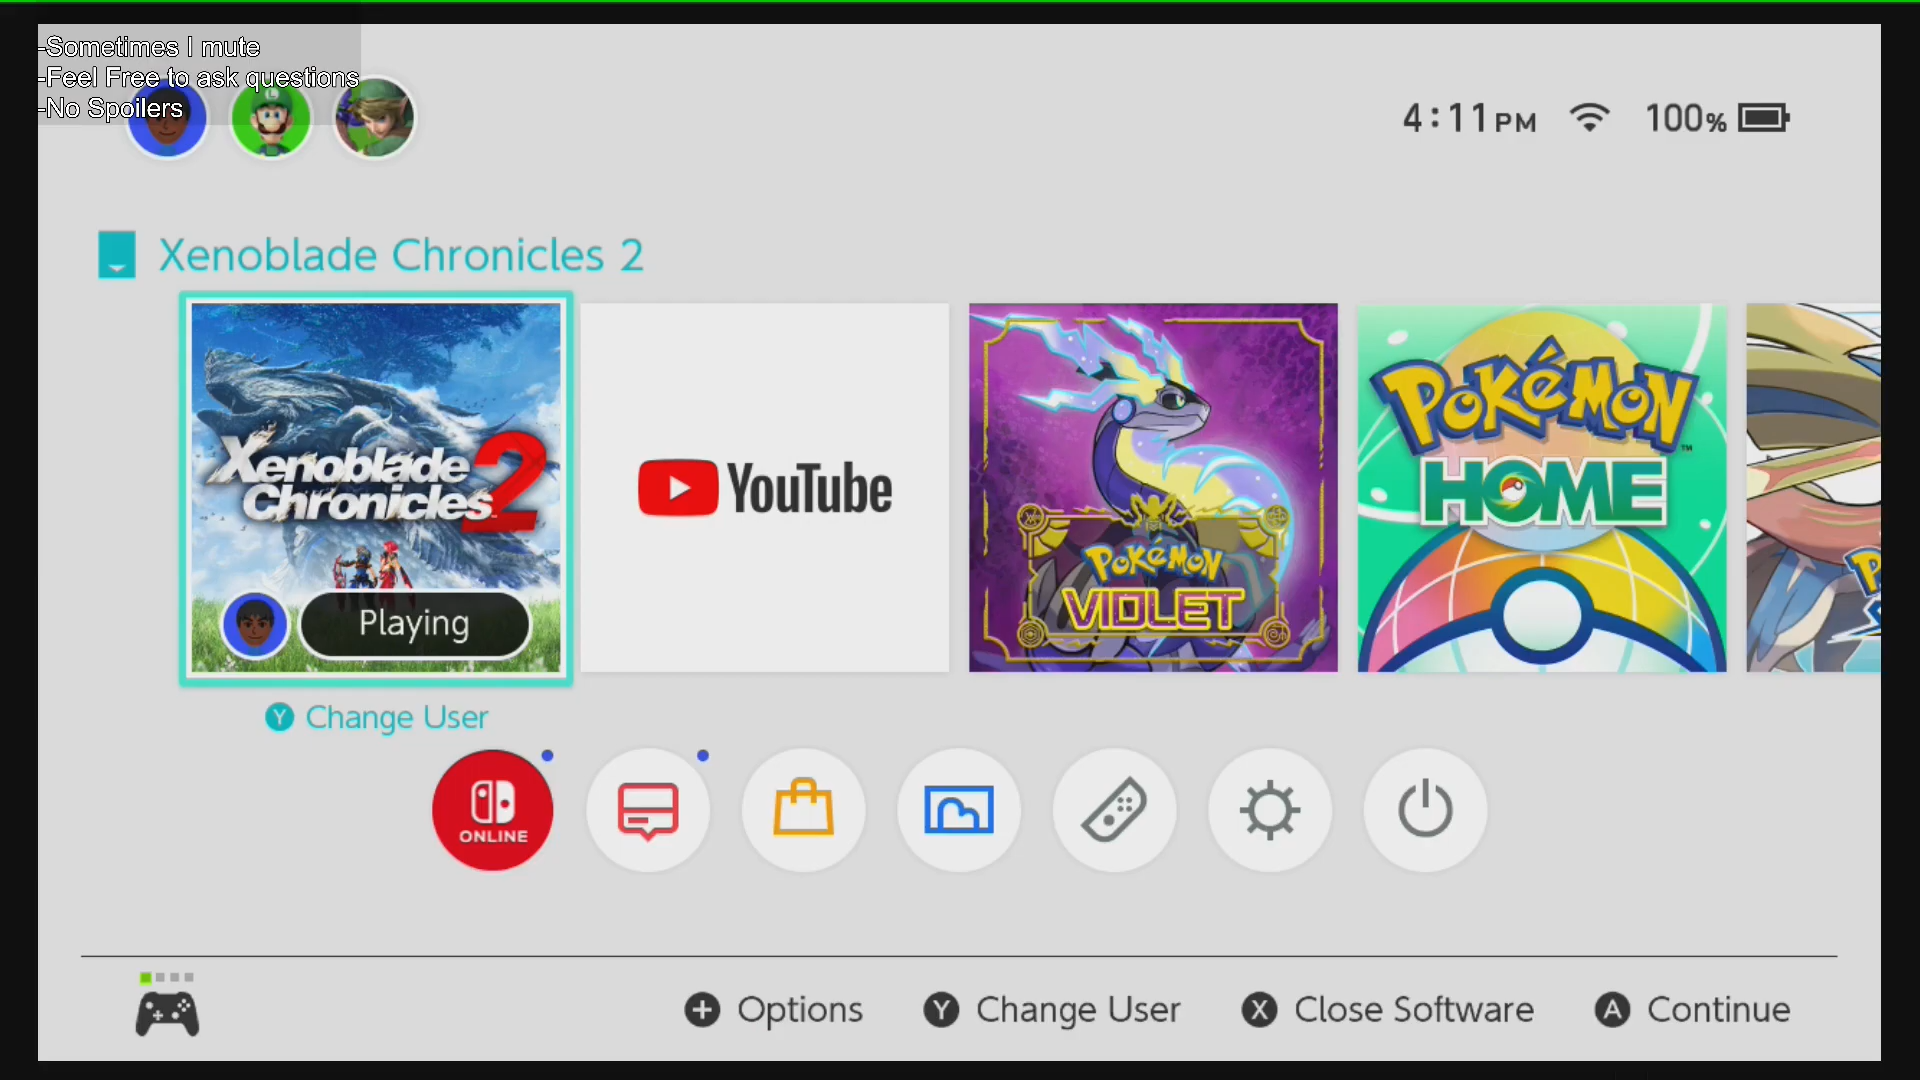 -Sometimes I mute
-Feel Free to ask questions
-No Spoilers
L
4:11 PM 100%
Xenoblade Chronicles 2
Xenoblade
Chronicles 2
Playing
YouTube
Pokémon
VIOLET
Pokémon
HOME
Y Change User
ONLINE
+ Options Y Change User X Close Software A Continue